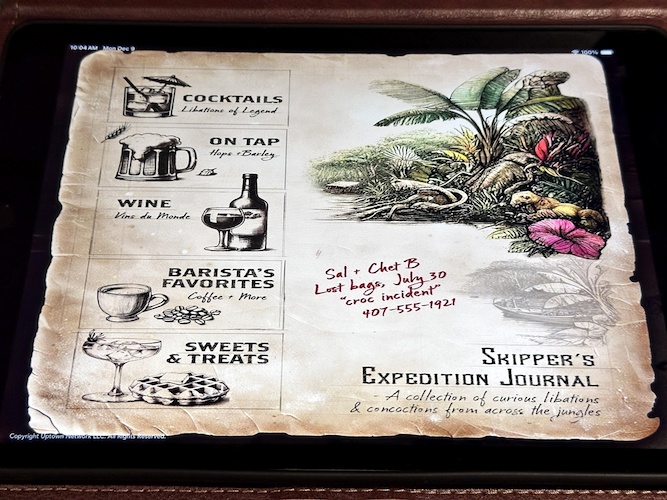 10:04 AM Mon Dec 9
100%
COCKTAILS
Libations of Legend
ON TAP
Hops + Barley
WINE
Vins du Monde
BARISTA'S
FAVORITES
Coffee + More
SWEETS
& TREATS
Sal + Chet B
Lost bags, July 30
"croc incident"
407-555-1921
SKIPPER'S
EXPEDITION JOURNAL
A collection of curious libations
& concoctions from across the jungles
Copyright Uptown Network LLC. All Rights Reserved.